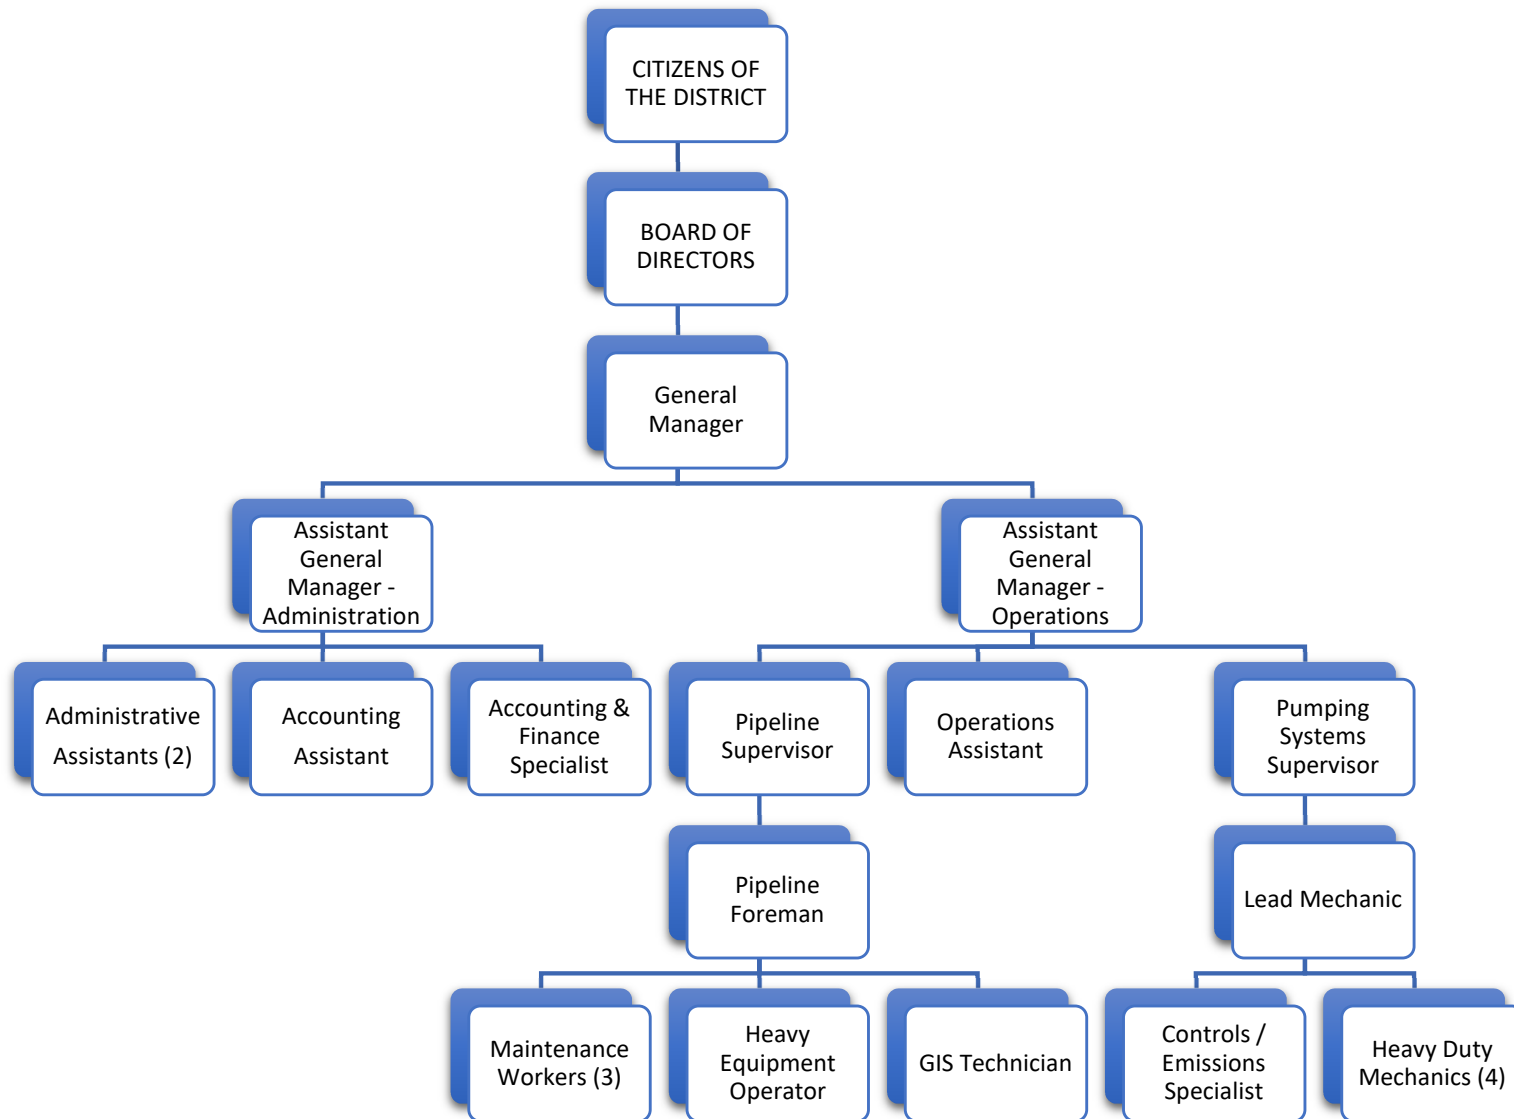 CITIZENS OF
THE DISTRICT
BOARD OF
DIRECTORS
General
Manager
Assistant
General
Manager -
Administration
Assistant
General
Manager -
Operations
Administrative
Assistants (2)
Accounting
Assistant
Accounting &
Finance
Specialist
Pipeline
Supervisor
Operations
Assistant
Pumping
Systems
Supervisor
Pipeline
Foreman
Lead Mechanic
Maintenance
Workers (3)
Heavy
Equipment
Operator
GIS Technician
Controls /
Emissions
Specialist
Heavy Duty
Mechanics (4)